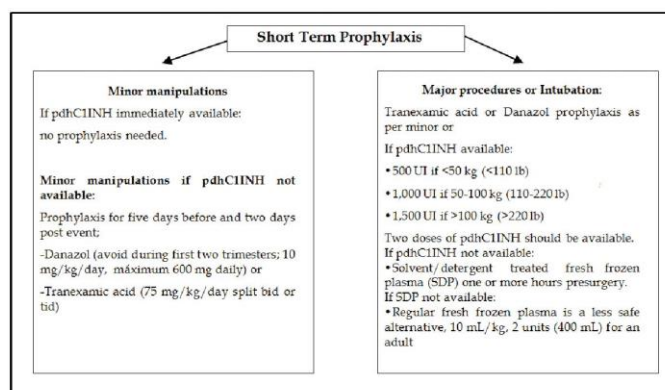 Short Term Prophylaxis
Minor manipulations
If pdhC1INH immediately available:
no prophylaxis needed.
Minor manipulations if pdhC1INH not
available:
Prophylaxis for five days before and two days
post event;
-Danazol (avoid during first two trimesters; 10
mg/kg/day, máximum 600 mg daily) or
-Tranexamic acid (75 mg/kg/day split bid or
tid)
Major procedures or Intubation:
Tranexamic acid or Danazol prophylaxis as
per minor or
If pdhC1INH available:
•500 UI if <50 kg (<110 lb)
•1,000 UI if 50-100 kg (110-220 lb)
•1,500 UI if >100 kg (>220 lb)
Two doses of pdhC1INH should be available.
If pdhC1INH not available:
•Solvent/detergent treated fresh frozen
plasma (SDP) one or more hours presurgery.
If SDP not available:
•Regular fresh frozen plasma is a less safe
alternative, 10 mL/kg, 2 units (400 mL) for an
adult